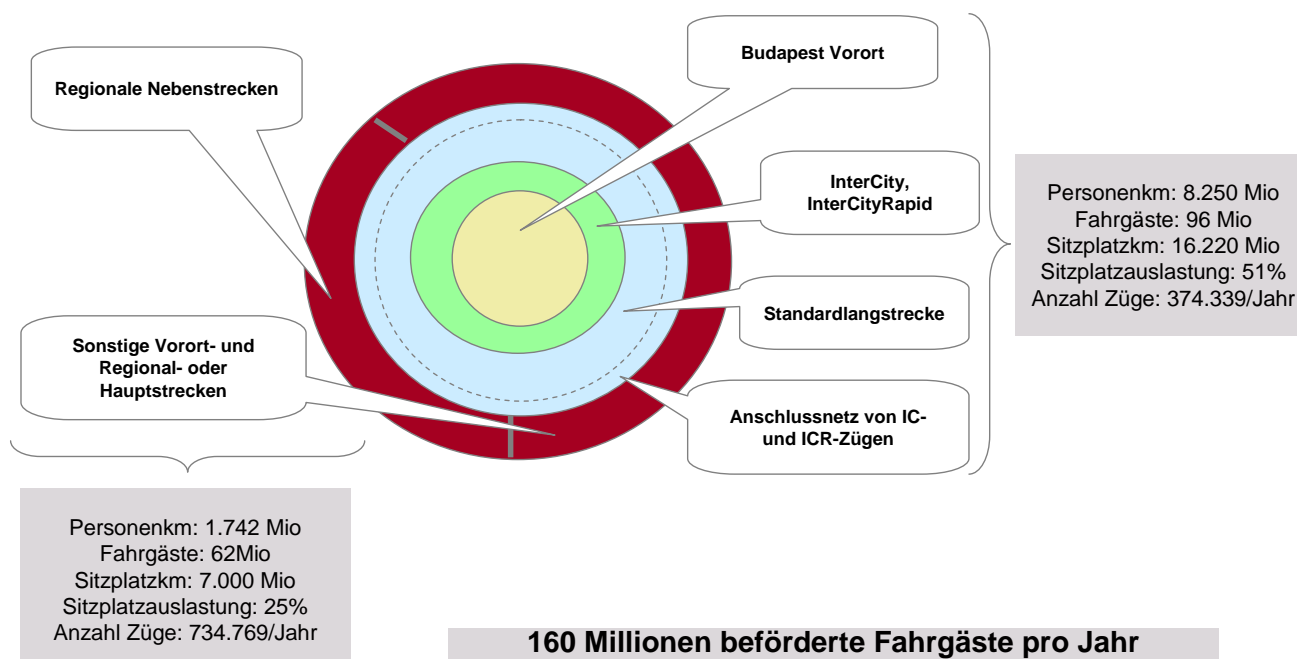 Budapest Vorort
Regionale Nebenstrecken
InterCity,
InterCityRapid
Personenkm: 8.250 Mio
Fahrgäste: 96 Mio
Sitzplatzkm: 16.220 Mio
Sitzplatzauslastung: 51%
Anzahl Züge: 374.339/Jahr
Standardlangstrecke
Sonstige Vorort- und
Regional- oder
Hauptstrecken
Anschlussnetz von IC-
und ICR-Zügen
Personenkm: 1.742 Mio
Fahrgäste: 62Mio
Sitzplatzkm: 7.000 Mio
Sitzplatzauslastung: 25%
Anzahl Züge: 734.769/Jahr
160 Millionen beförderte Fahrgäste pro Jahr